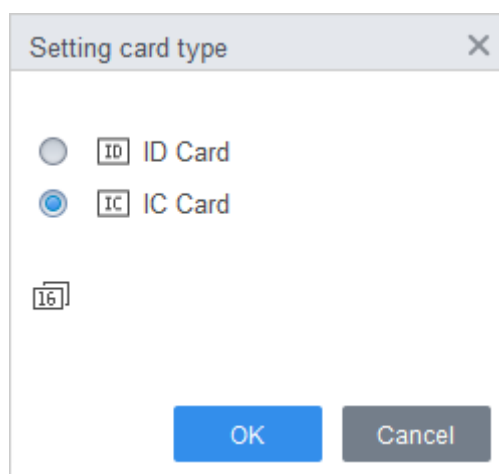 Setting card type
ID ID Card
IC IC Card
16
OK Cancel